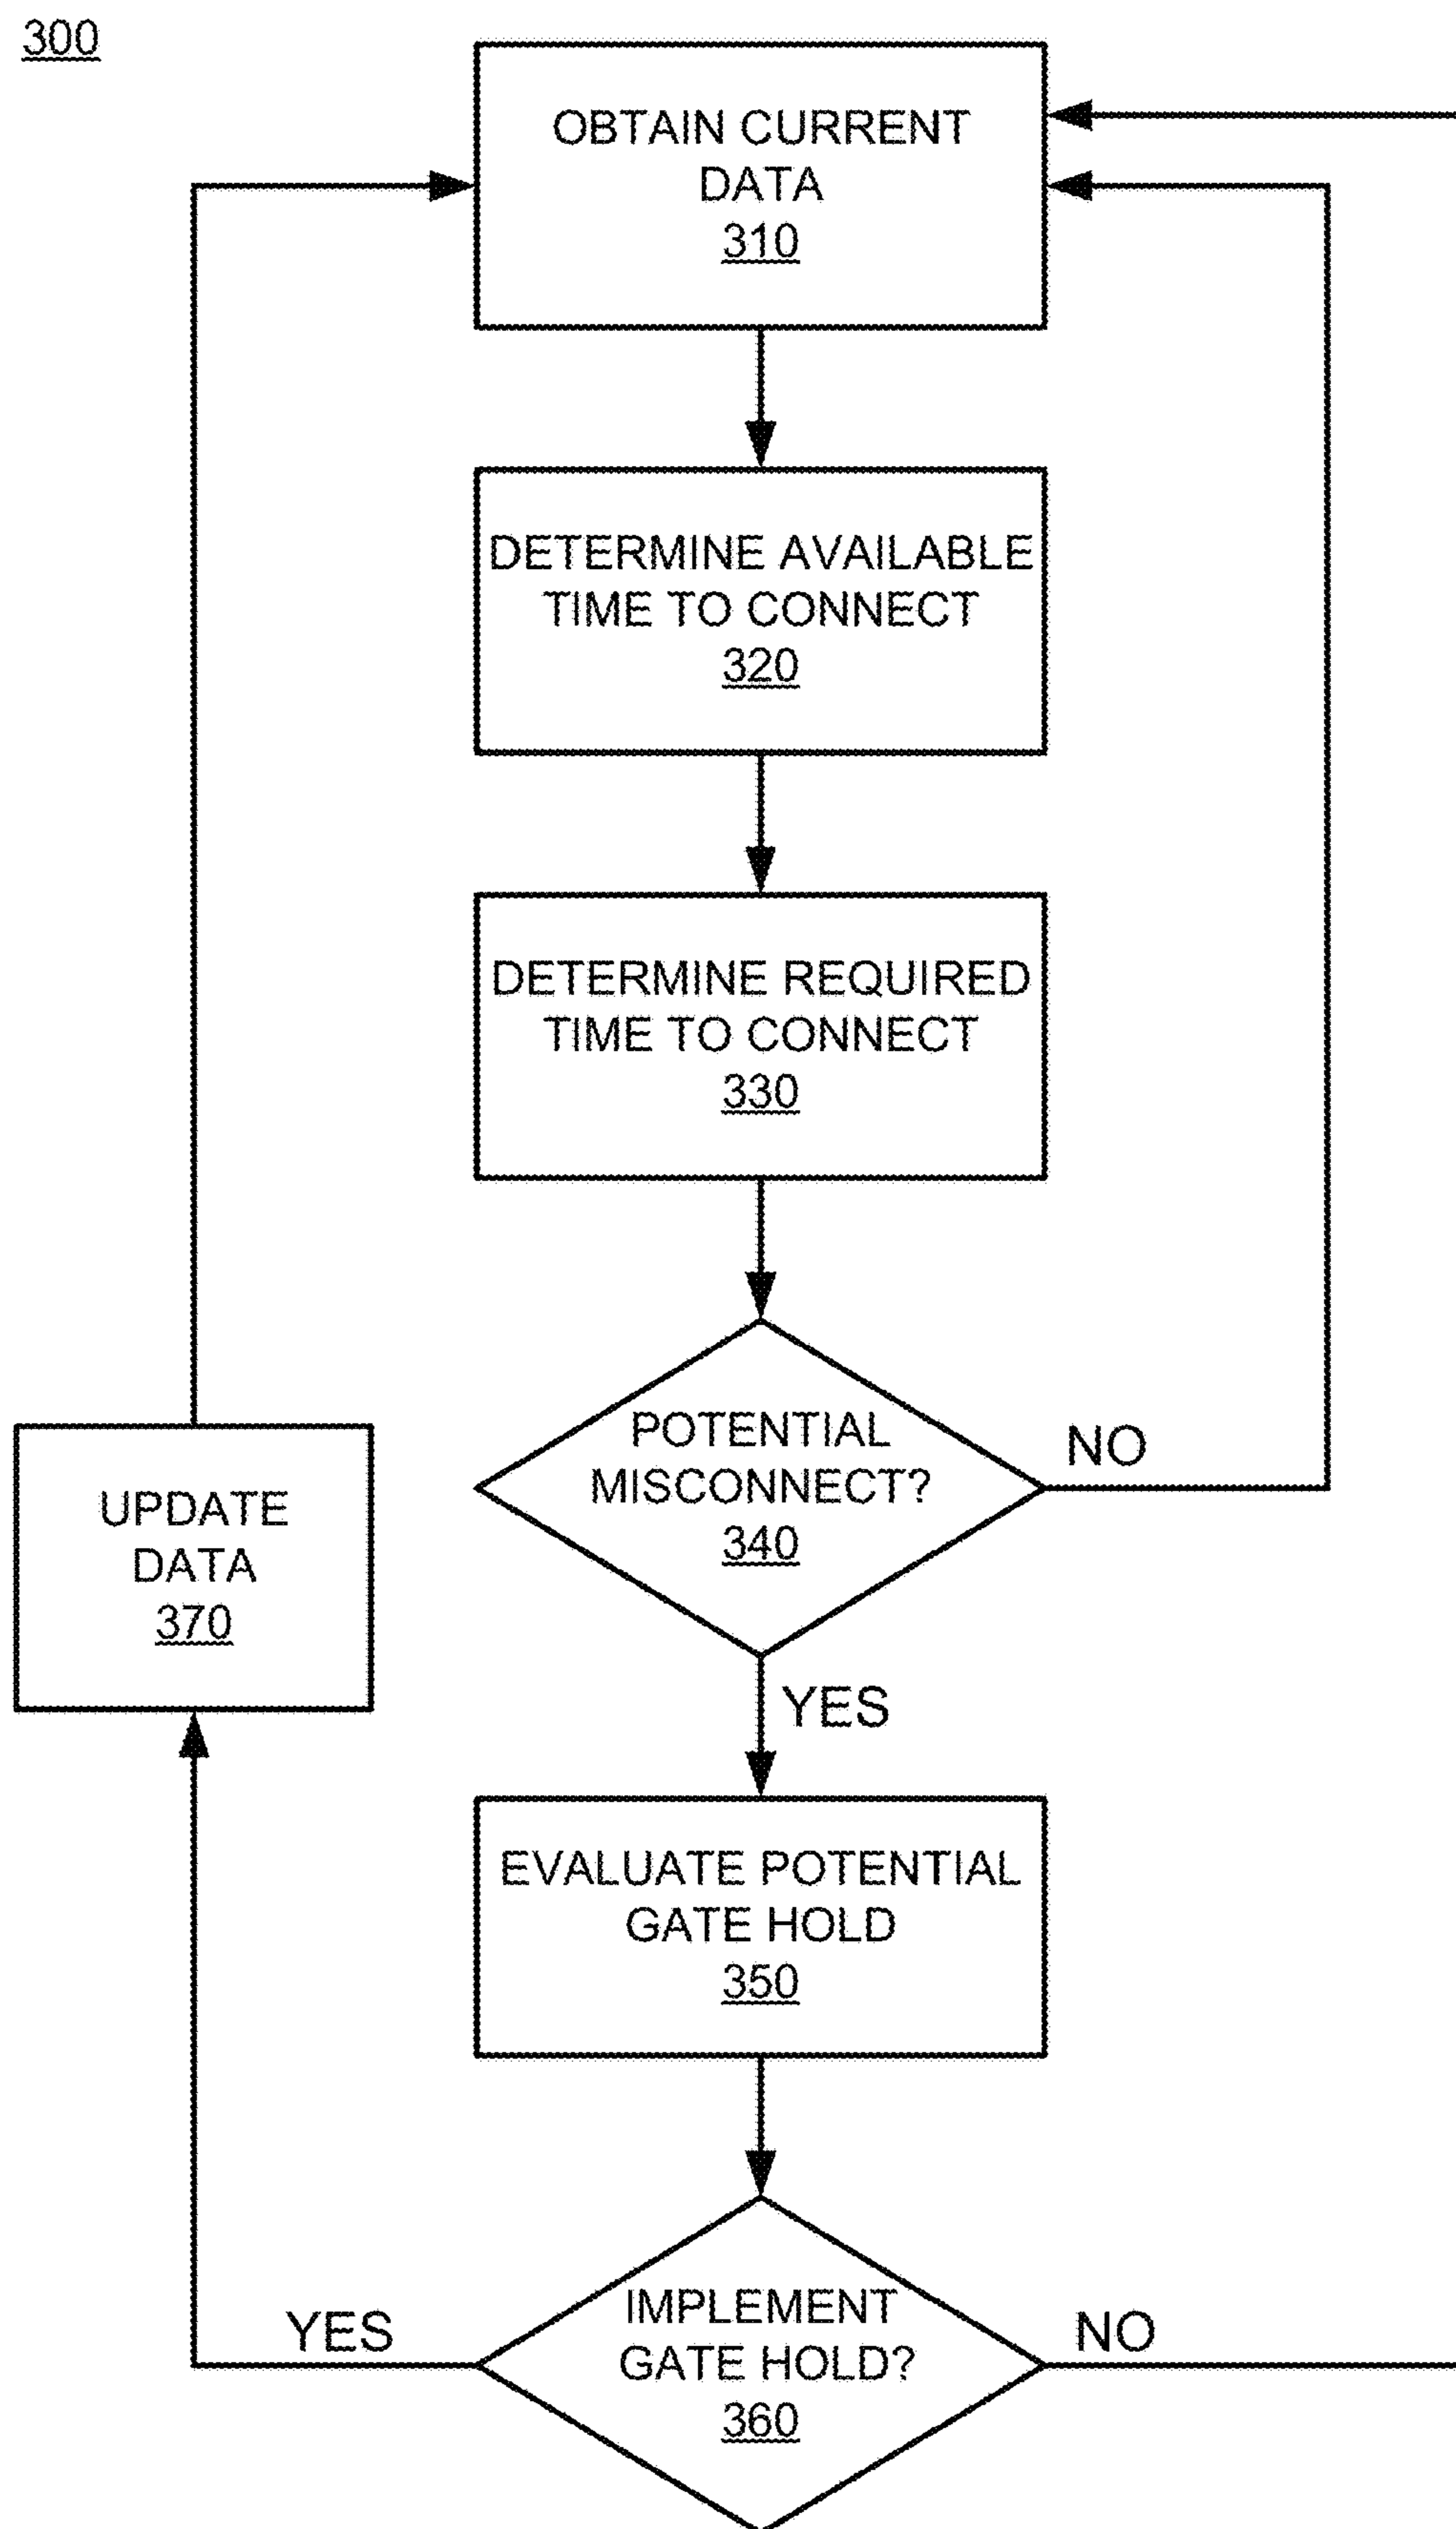 300
OBTAIN CURRENT
DATA
310
DETERMINE AVAILABLE
TIME TO CONNECT
320
DETERMINE REQUIRED
TIME TO CONNECT
330
POTENTIAL
MISCONNECT?
340
NO
UPDATE
DATA
370
YES
EVALUATE POTENTIAL
GATE HOLD
350
YES
IMPLEMENT
GATE HOLD?
360
NO